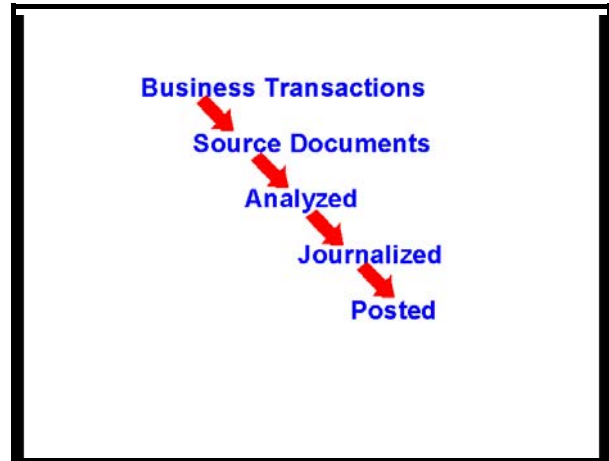 Business Transactions
Source Documents
Analyzed
Journalized
Posted